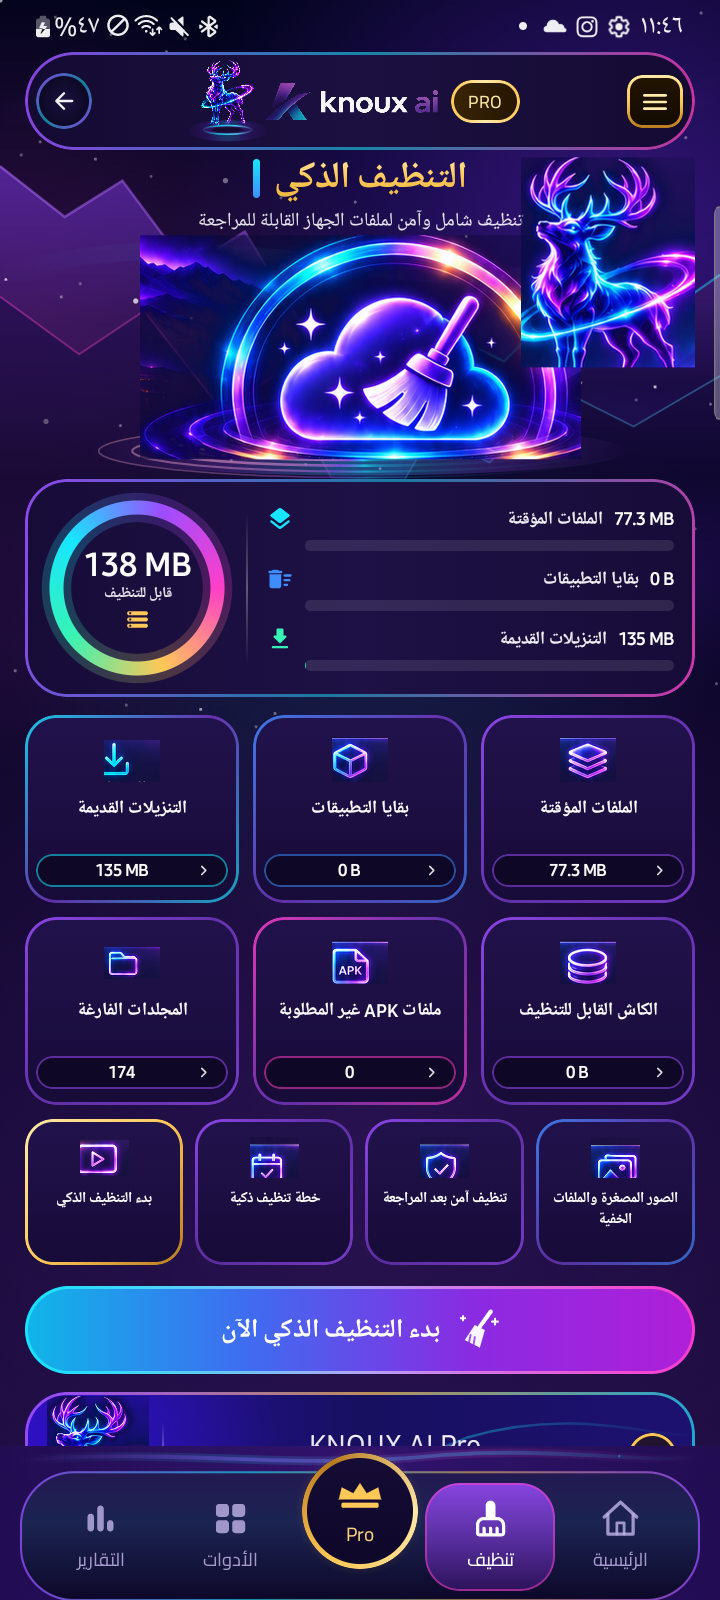 ١١:٤٦
%٤٧
knoux ai
PRO
التنظيف الذكي
تنظيف شامل وآمن لملفات الجهاز القابلة للمراجعة
138 MB
قابل للتنظيف
الملفات المؤقتة 77.3 MB
بقايا التطبيقات 0 B
التنزيلات القديمة 135 MB
الملفات المؤقتة
77.3 MB
بقايا التطبيقات
0 B
التنزيلات القديمة
135 MB
الكاش القابل للتنظيف
0 B
APK
ملفات APK غير المطلوبة
0
المجلدات الفارغة
174
الصور المصغرة والملفات
الخفية
تنظيف آمن بعد المراجعة
خطة تنظيف ذكية
بدء التنظيف الذكي
بدء التنظيف الذكي الآن
KNOUX AI Pro
الرئيسية
تنظيف
Pro
الأدوات
التقارير